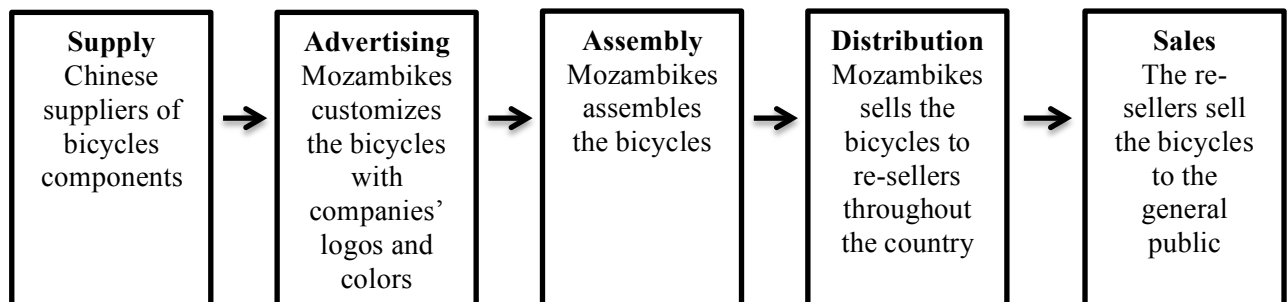 Supply
Chinese
suppliers of
bicycles
components
Advertising
Mozambikes
customizes
the bicycles
with
companies’
logos and
colors
Assembly
Mozambikes
assembles
the bicycles
Distribution
Mozambikes
sells the
bicycles to
re-sellers
throughout
the country
Sales
The re-
sellers sell
the bicycles
to the
general
public